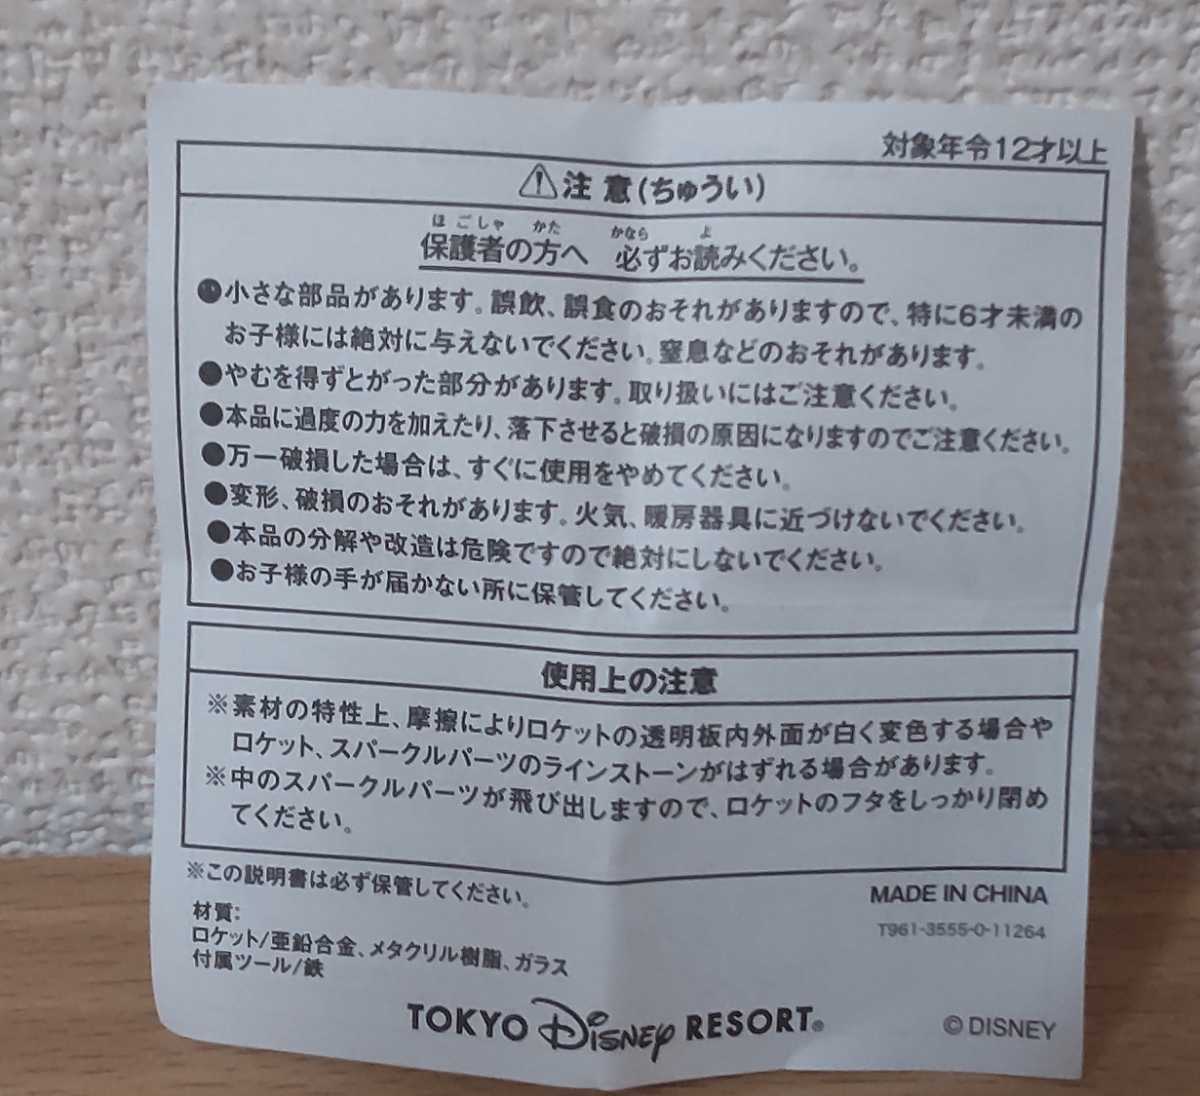 対象年令12才以上
⚠注 意(ちゅうい)
ほごしゃ かた かなら よ
保護者の方へ 必ずお読みください。
●小さな部品があります。誤飲、誤食のおそれがありますので、特に6才未満の
お子様には絶対に与えないでください。窒息などのおそれがあります。
●やむを得ずとがった部分があります。取り扱いにはご注意ください。
●本品に過度の力を加えたり、落下させると破損の原因になりますのでご注意ください。
●万一破損した場合は、すぐに使用をやめてください。
●変形、破損のおそれがあります。火気、暖房器具に近づけないでください。
●本品の分解や改造は危険ですので絶対にしないでください。
●お子様の手が届かない所に保管してください。
使用上の注意
※素材の特性上、摩擦によりロケットの透明板内外面が白く変色する場合や
ロケット、スパークルパーツのラインストーンがはずれる場合があります。
※中のスパークルパーツが飛び出しますので、ロケットのフタをしっかり閉め
てください。
※この説明書は必ず保管してください。
MADE IN CHINA
T961-3555-0-11264
材質:
ロケット/亜鉛合金、メタクリル樹脂、ガラス
付属ツール/鉄
TOKYO Disney RESORT®
© DISNEY